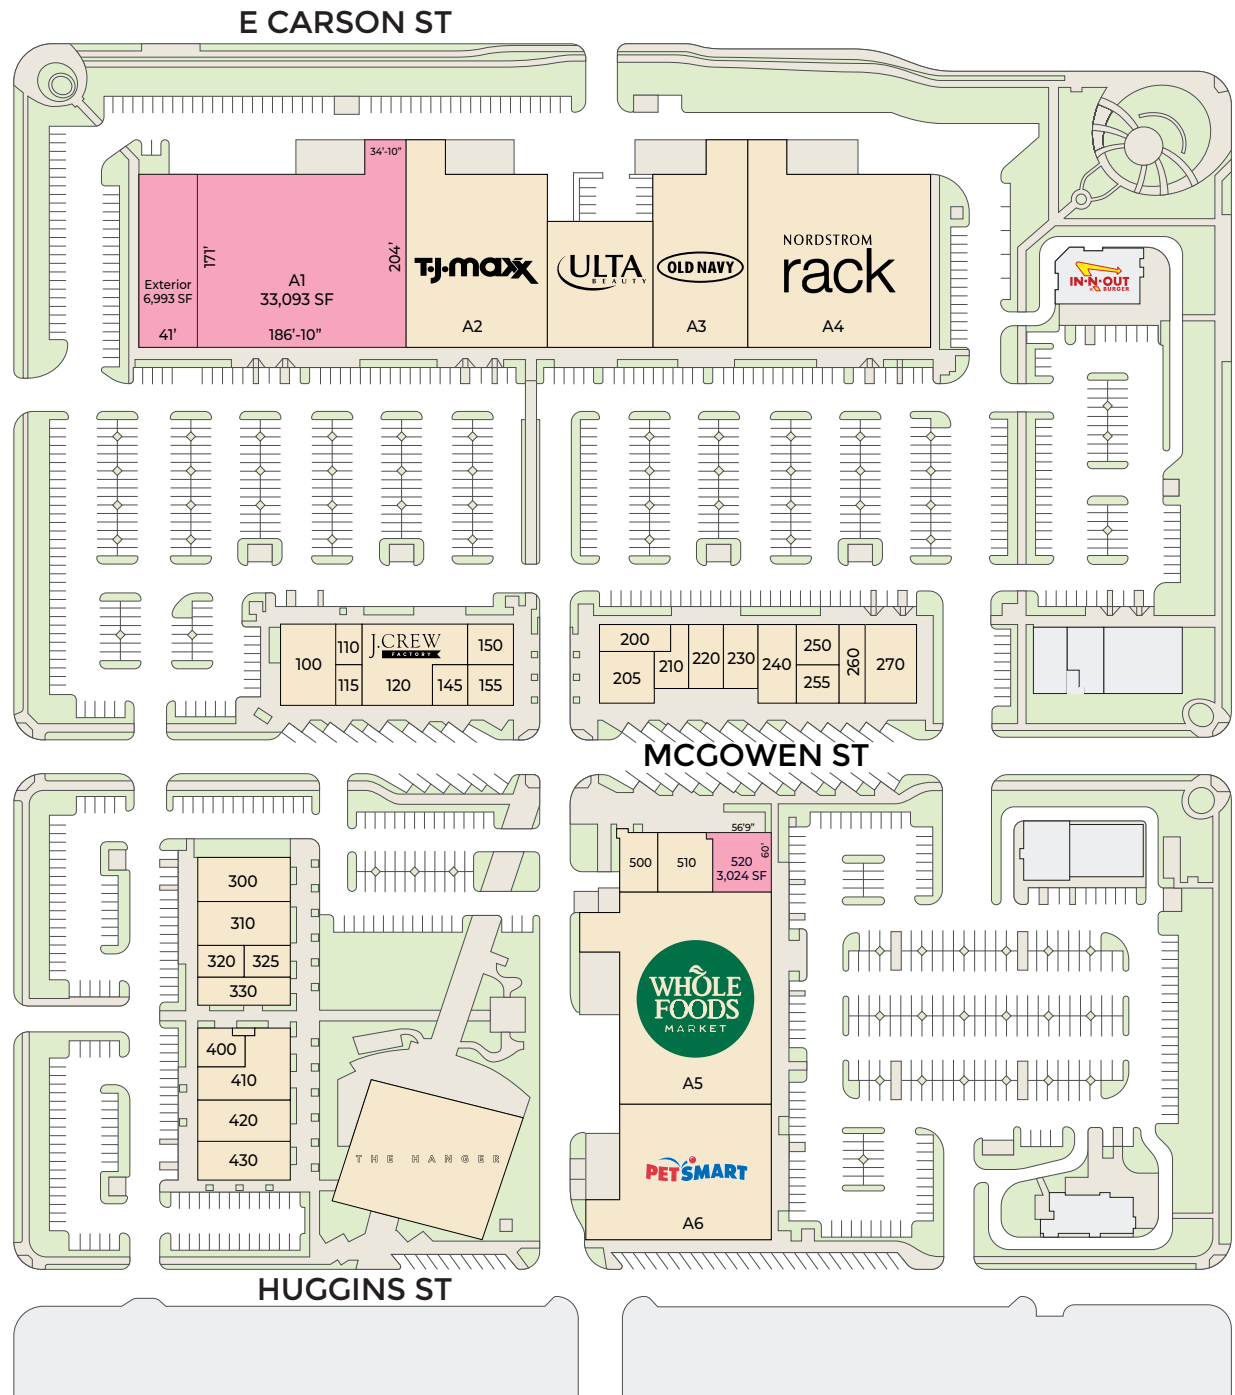 E CARSON ST
34'-10"
171'
204'
Exterior
6,993 SF
41'
A1
33,093 SF
186'-10"
T·J·maxx
A2
ULTA
BEAUTY
OLD NAVY
A3
NORDSTROM
rack
A4
IN-N-OUT
BURGER
100
110
115
J.CREW
FACTORY
120
145
150
155
200
205
210
220
230
240
250
255
260
270
MCGOWEN ST
56'9"
60'
500
510
520
3,024 SF
300
310
320
325
330
400
410
420
430
WHOLE
FOODS
MARKET
A5
THE HANGER
PETSMART
A6
HUGGINS ST